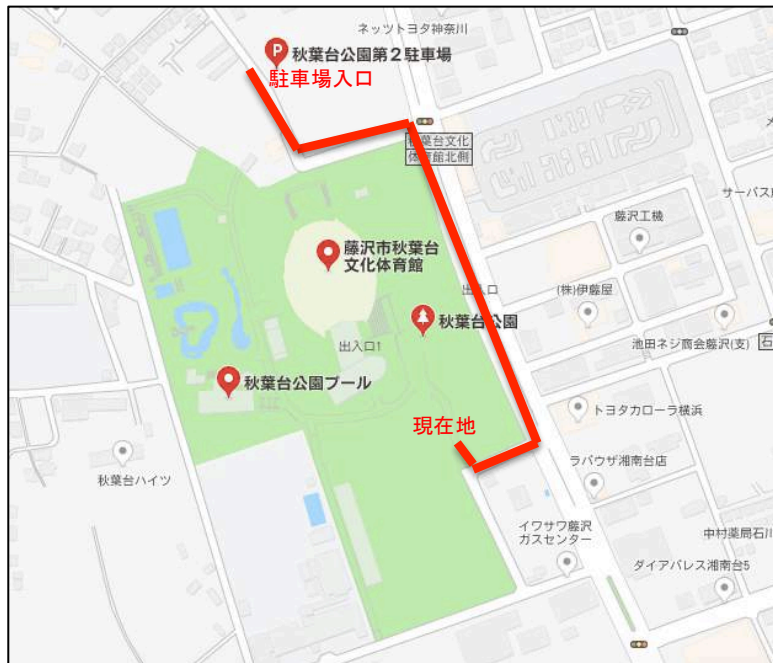 ネッツトヨタ神奈川
P
秋葉台公園第2駐車場
駐車場入口
秋葉台文化
体育館北側
サーパス
藤沢工機
藤沢市秋葉台
文化体育館
出入口
(株)伊藤屋
秋葉台公園
出入口1
池田ネジ商会藤沢(支)
石
秋葉台公園プール
トヨタカローラ横浜
現在地
ラパウザ湘南台店
秋葉台ハイツ
イワサワ藤沢
ガスセンター
中村薬局石川
ダイアパレス湘南台5